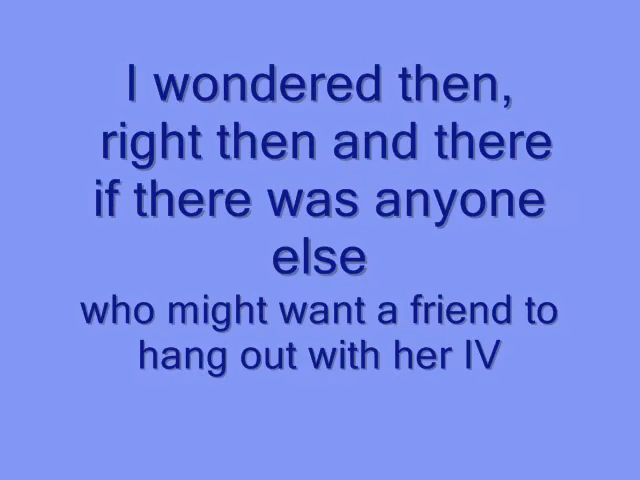 I wondered then,
right then and there
if there was anyone
else
who might want a friend to
hang out with her IV